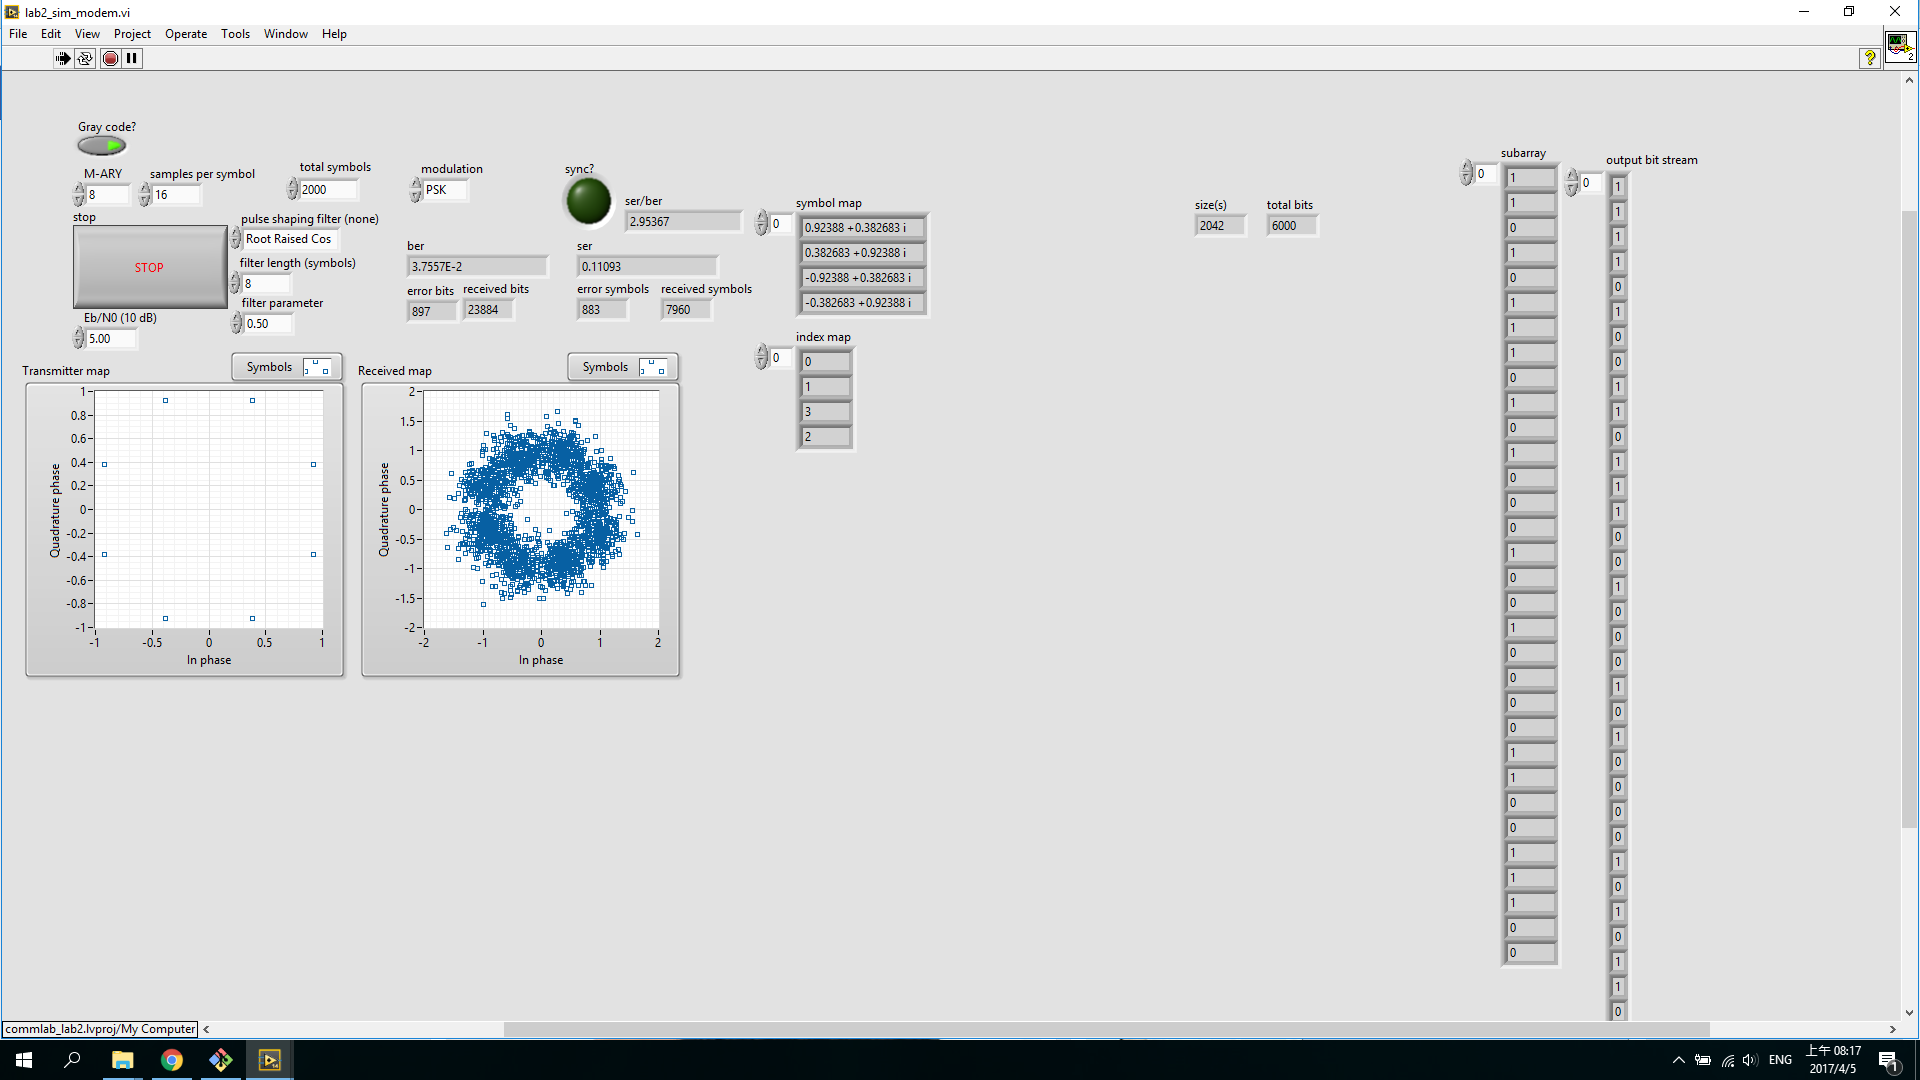 lab2_sim_modem.vi
File Edit View Project Operate Tools Window Help
2
Gray code?
M-ARY
8
samples per symbol
16
total symbols
2000
modulation
PSK
sync?
ser/ber
2.95367
stop
STOP
pulse shaping filter (none)
Root Raised Cos
filter length (symbols)
8
filter parameter
0.50
Eb/N0 (10 dB)
5.00
ber
3.7557E-2
ser
0.11093
error bits
897
received bits
23884
error symbols
883
received symbols
7960
symbol map
0
0.92388 +0.382683 i
0.382683 +0.92388 i
-0.92388 +0.382683 i
-0.382683 +0.92388 i
index map
0
0
1
3
2
size(s)
2042
total bits
6000
Transmitter map
Symbols
Quadrature phase
1
0.8
0.6
0.4
0.2
0
-0.2
-0.4
-0.6
-0.8
-1
-1 -0.5 0 0.5 1
In phase
Received map
Symbols
Quadrature phase
2
1.5
1
0.5
0
-0.5
-1
-1.5
-2
-2 -1 0 1 2
In phase
subarray
0
1
1
0
1
0
1
1
1
0
1
0
1
0
0
0
1
0
0
1
0
0
0
0
1
1
0
0
1
1
1
0
0
output bit stream
0
1
1
1
1
0
1
0
0
1
1
0
1
1
1
0
0
1
0
0
0
1
0
1
0
0
0
0
1
0
1
0
1
1
0
commlab_lab2.lvproj/My Computer
14
ENG
上午 08:17
2017/4/5
1